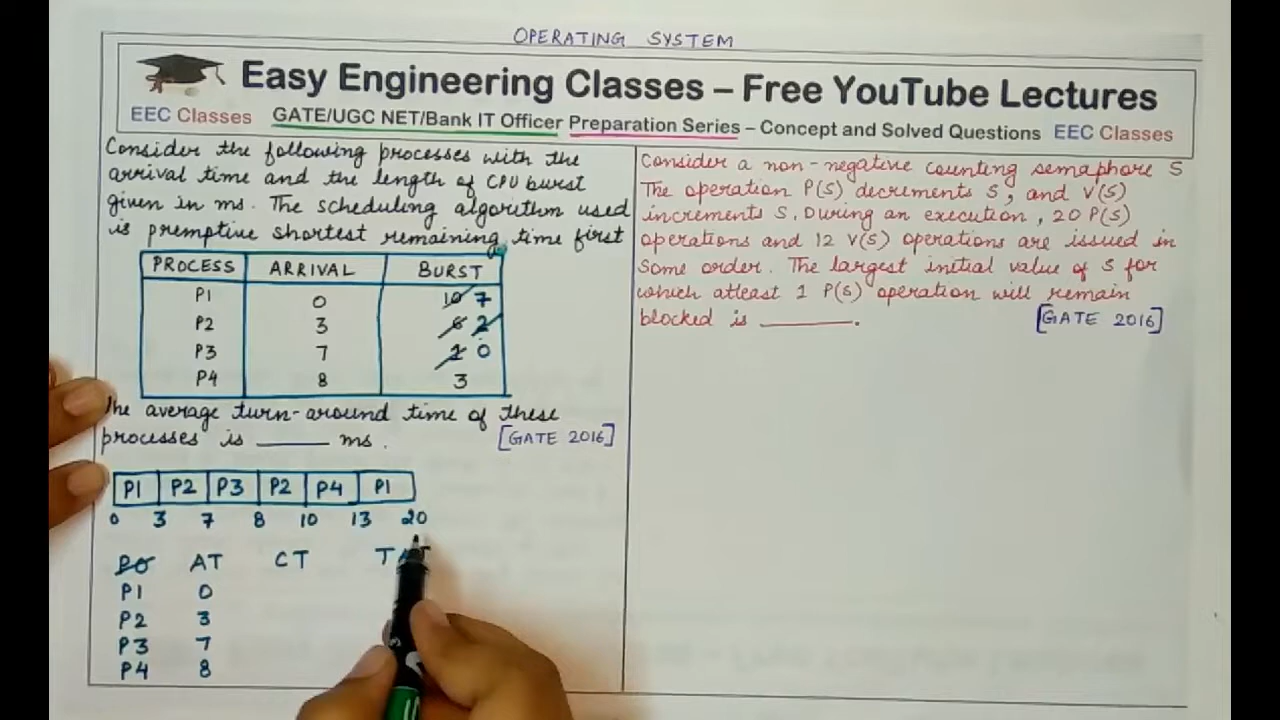 OPERATING SYSTEM
Easy Engineering Classes – Free YouTube Lectures
EEC Classes GATE/UGC NET/Bank IT Officer Preparation Series – Concept and Solved Questions EEC Classes
Consider the following processes with the
arrival time and the length of CPU burst
given in ms. The scheduling algorithm used
is premptive shortest remaining time first
PROCESS ARRIVAL BURST
P1 0 10 7
P2 3 6 2
P3 7 1 0
P4 8 3
The average turn-around time of these
processes is ______ ms. [GATE 2016]
P1 P2 P3 P2 P4 P1
0 3 7 8 10 13 20
AT CT TAT
P1 0
P2 3
P3 7
P4 8
Consider a non-negative counting semaphore S
The operation P(S) decrements S, and V(S)
increments S. During an execution, 20 P(S)
operations and 12 V(S) operations are issued in
some order. The largest initial value of S for
which atleast 1 P(S) operation will remain
blocked is ________. [GATE 2016]